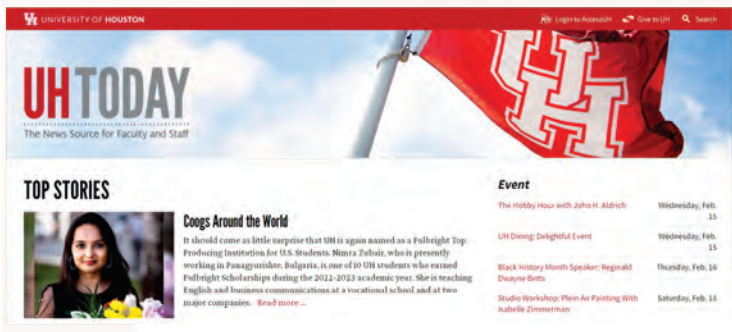 UNIVERSITY OF HOUSTON
Login to AccessUH Give to UH Search
UHTODAY
The News Source for Faculty and Staff
TOP STORIES
Coogs Around the World
It should come as little surprise that UH is again named as a Fulbright Top
Producing Institution for U.S. Students. Nimra Zubair, who is presently
working in Panagyurishte, Bulgaria, is one of 10 UH students who earned
Fulbright Scholarships during the 2022-2023 academic year. She is teaching
English and business communications at a vocational school and at two
major companies. Read more ...
Event
The Hobby Hour with John H. Aldrich Wednesday, Feb.
15
UH Dining: Delightful Event Wednesday, Feb.
15
Black History Month Speaker: Reginald Thursday, Feb. 16
Dwayne Betts
Studio Workshop: Plein Air Painting With Saturday, Feb. 18
Isabelle Zimmerman